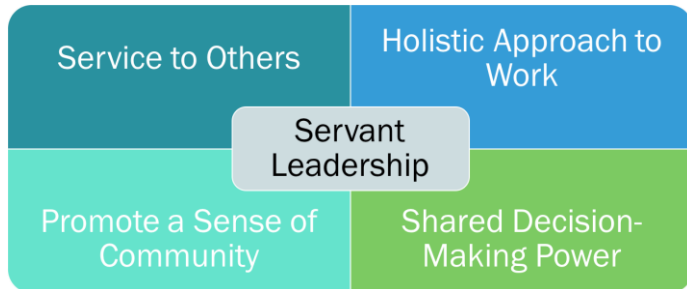 Service to Others
Holistic Approach to
Work
Servant
Leadership
Promote a Sense of
Community
Shared Decision-
Making Power